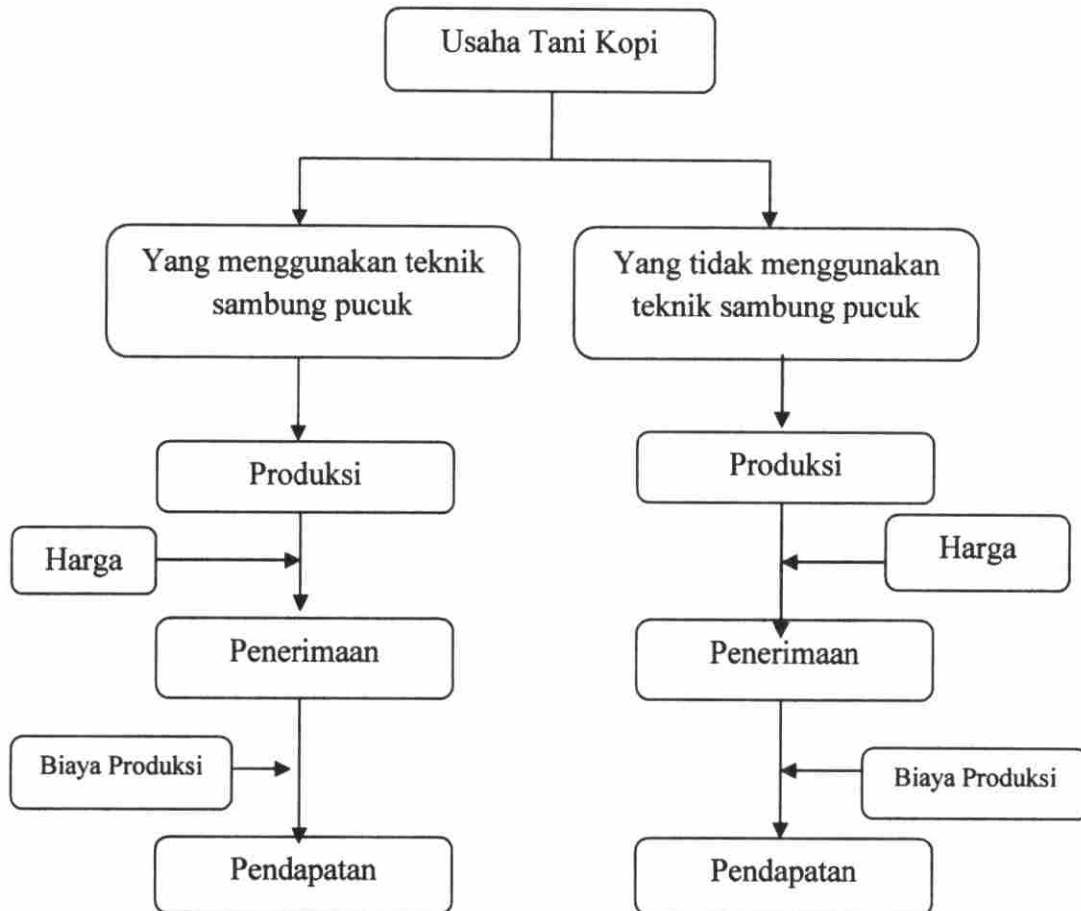 Usaha Tani Kopi
Yang menggunakan teknik
sambung pucuk
Yang tidak menggunakan
teknik sambung pucuk
Produksi
Produksi
Harga
Harga
Penerimaan
Penerimaan
Biaya Produksi
Biaya Produksi
Pendapatan
Pendapatan